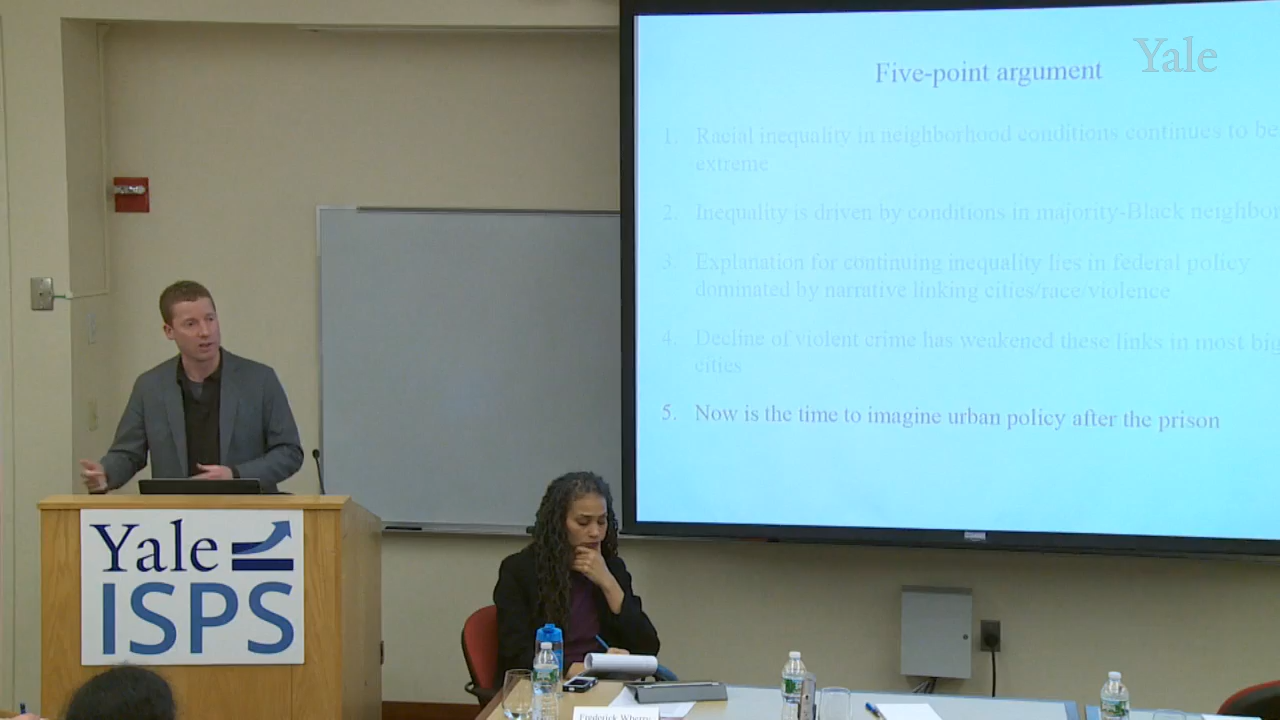 Yale
Five-point argument
1. Racial inequality in neighborhood conditions continues to be
extreme
2. Inequality is driven by conditions in majority-Black neighbor
3. Explanation for continuing inequality lies in federal policy
dominated by narrative linking cities/race/violence
4. Decline of violent crime has weakened these links in most big
cities
5. Now is the time to imagine urban policy after the prison
Yale
ISPS
Frederick Wherry